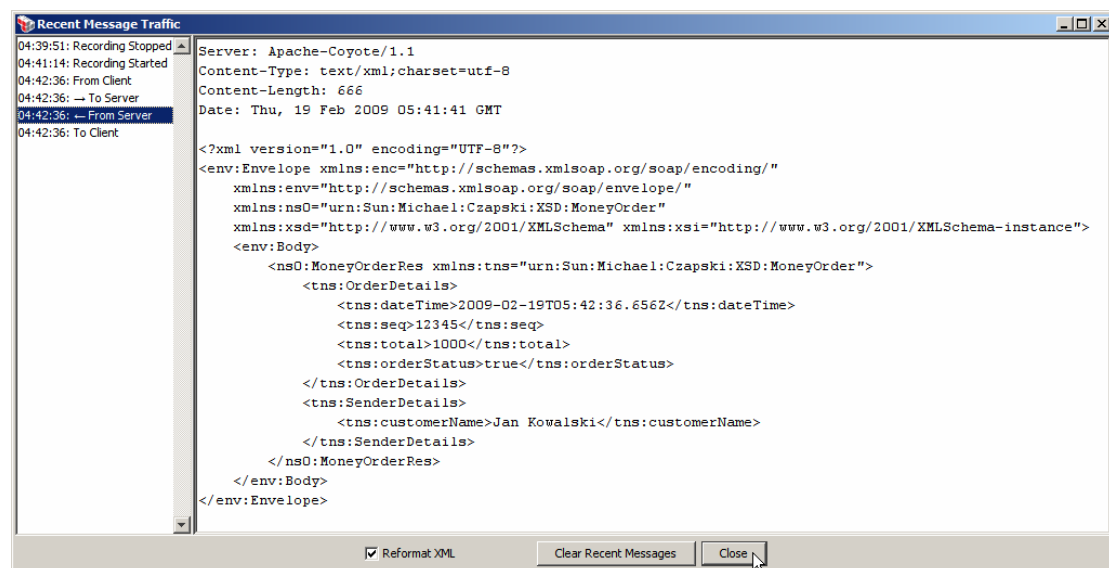 Recent Message Traffic
04:39:51: Recording Stopped
04:41:14: Recording Started
04:42:36: From Client
04:42:36: → To Server
04:42:36: ← From Server
04:42:36: To Client
Server: Apache-Coyote/1.1
Content-Type: text/xml;charset=utf-8
Content-Length: 666
Date: Thu, 19 Feb 2009 05:41:41 GMT
<?xml version="1.0" encoding="UTF-8"?>
<env:Envelope xmlns:enc="http://schemas.xmlsoap.org/soap/encoding/"
xmlns:env="http://schemas.xmlsoap.org/soap/envelope/"
xmlns:ns0="urn:Sun:Michael:Czapski:XSD:MoneyOrder"
xmlns:xsd="http://www.w3.org/2001/XMLSchema" xmlns:xsi="http://www.w3.org/2001/XMLSchema-instance">
<env:Body>
<ns0:MoneyOrderRes xmlns:tns="urn:Sun:Michael:Czapski:XSD:MoneyOrder">
<tns:OrderDetails>
<tns:dateTime>2009-02-19T05:42:36.656Z</tns:dateTime>
<tns:seq>12345</tns:seq>
<tns:total>1000</tns:total>
<tns:orderStatus>true</tns:orderStatus>
</tns:OrderDetails>
<tns:SenderDetails>
<tns:customerName>Jan Kowalski</tns:customerName>
</tns:SenderDetails>
</ns0:MoneyOrderRes>
</env:Body>
</env:Envelope>
Reformat XML
Clear Recent Messages
Close